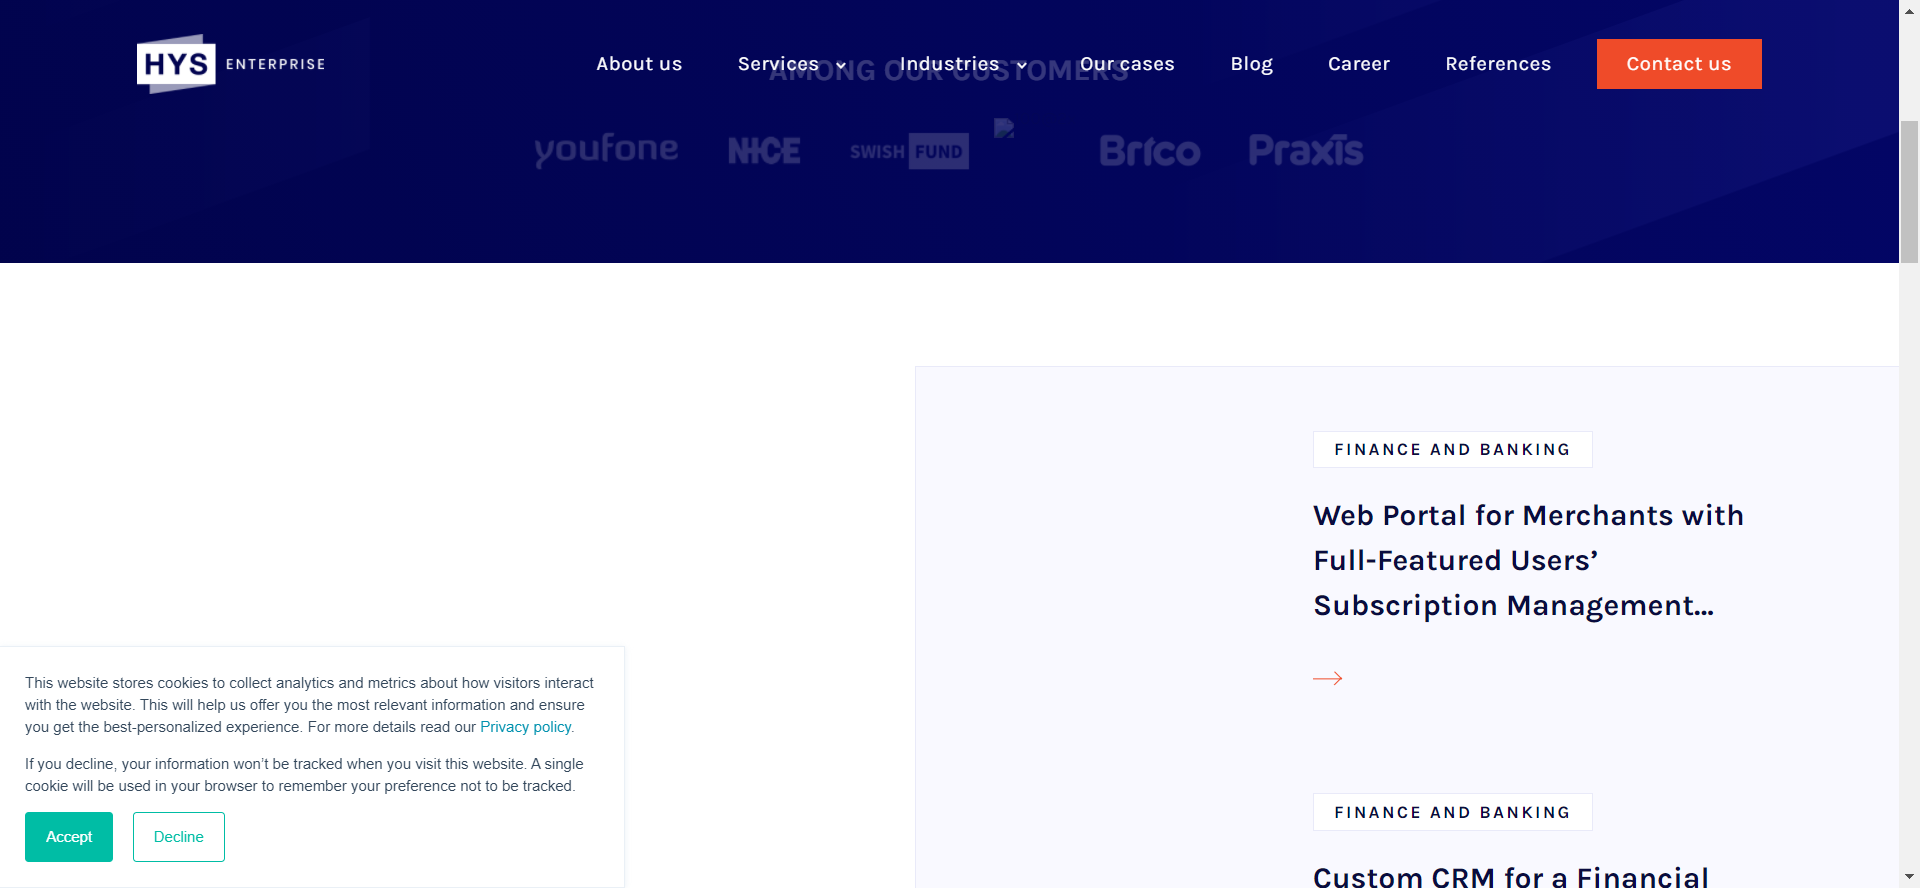 HYS ENTERPRISE
About us
Services
Industries
Our cases
Blog
Career
References
Contact us
AMONG OUR CUSTOMERS
youfone
NICE
SWISH FUND
Brico
Praxis
FINANCE AND BANKING
Web Portal for Merchants with
Full-Featured Users’
Subscription Management...
This website stores cookies to collect analytics and metrics about how visitors interact
with the website. This will help us offer you the most relevant information and ensure
you get the best-personalized experience. For more details read our Privacy policy.
If you decline, your information won’t be tracked when you visit this website. A single
cookie will be used in your browser to remember your preference not to be tracked.
Accept
Decline
FINANCE AND BANKING
Custom CRM for a Financial